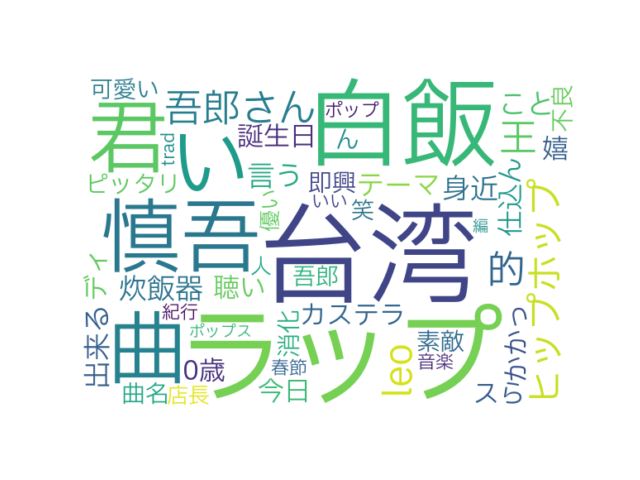 可愛い
吾郎さん
ポップ
白飯
君
い
trad
誕生日
ん
王
こ
と
不良
嬉
ピッタリ
言う
即興
テーマ
身近
仕込ん
慎吾
優い
いい
笑
台湾
編
ヒップホップ
ディ
炊飯器
聴い
人
吾郎
的
紀行
カステラ
出来る
曲
ポップス
ラップ
消化
素敵
らかかっ
0歳
春節
音楽
leo
曲名
店長
今日
ス